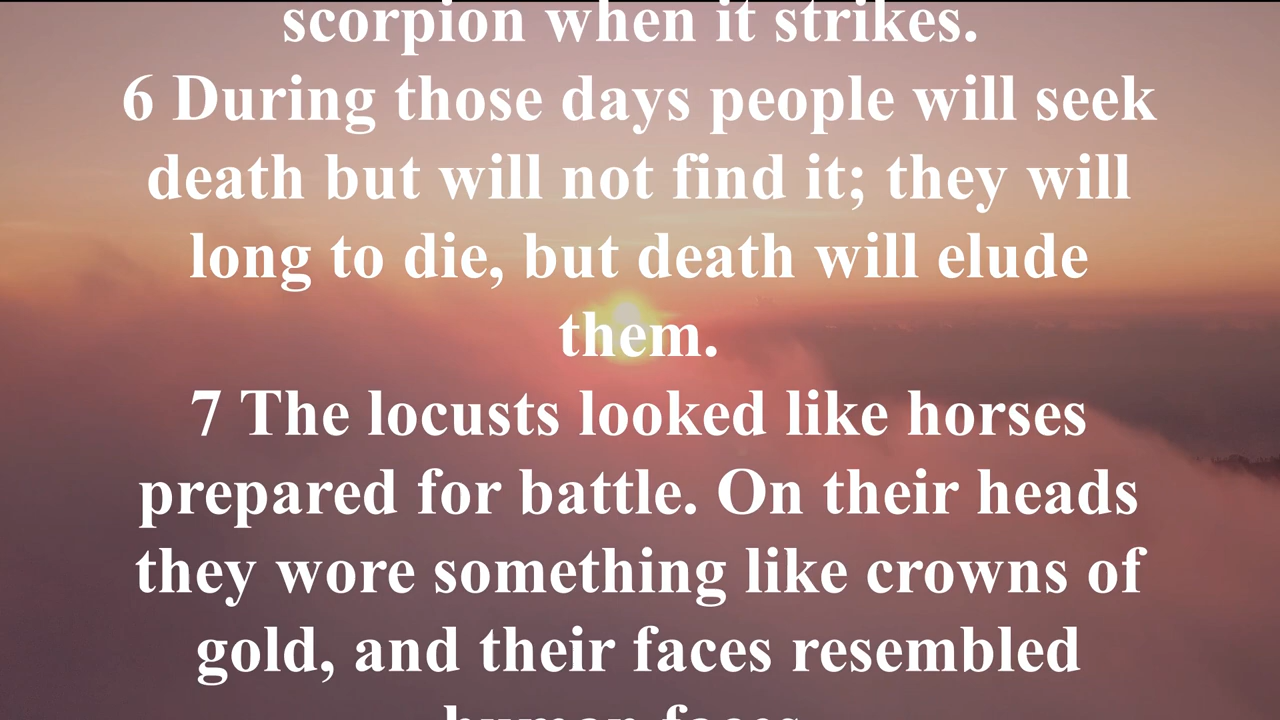 scorpion when it strikes.
6 During those days people will seek
death but will not find it; they will
long to die, but death will elude
them.
7 The locusts looked like horses
prepared for battle. On their heads
they wore something like crowns of
gold, and their faces resembled
human faces.